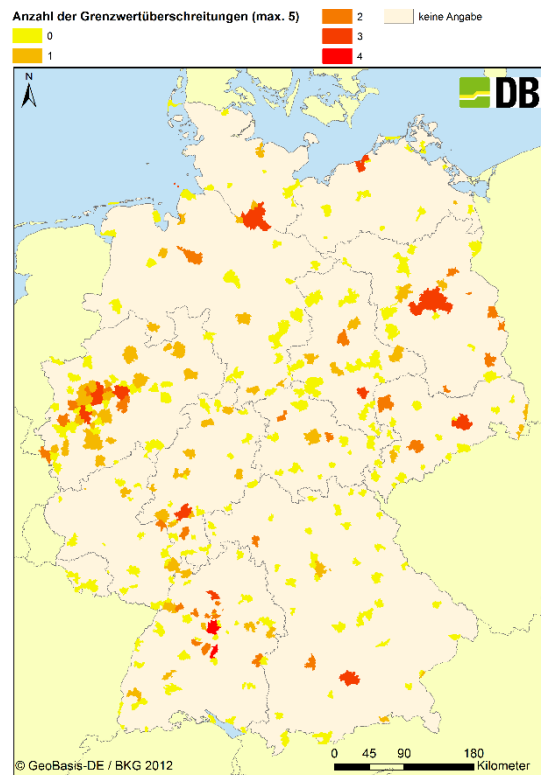 Anzahl der Grenzwertüberschreitungen (max. 5)
0
1
2
3
4
keine Angabe
N
DB
© GeoBasis-DE / BKG 2012
0 45 90 180
Kilometer